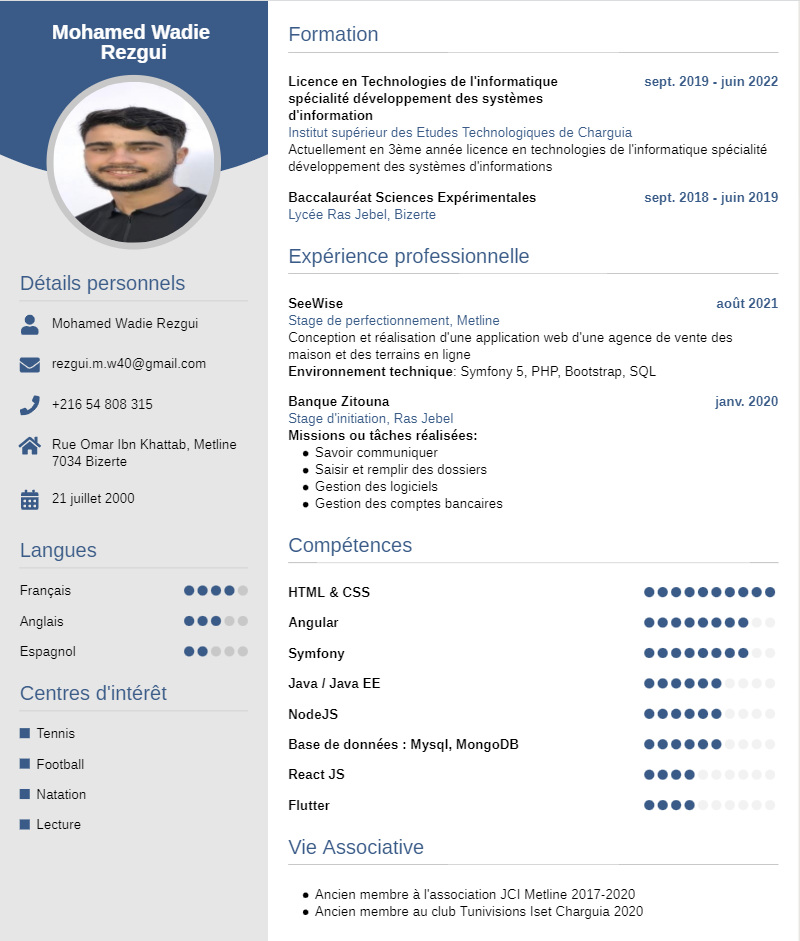 Mohamed Wadie
Rezgui
Détails personnels
Mohamed Wadie Rezgui
rezgui.m.w40@gmail.com
+216 54 808 315
Rue Omar Ibn Khattab, Metline
7034 Bizerte
21 juillet 2000
Langues
Français
Anglais
Espagnol
Centres d'intérêt
Tennis
Football
Natation
Lecture
Formation
Licence en Technologies de l'informatique sept. 2019 - juin 2022
spécialité développement des systèmes
d'information
Institut supérieur des Etudes Technologiques de Charguia
Actuellement en 3ème année licence en technologies de l'informatique spécialité
développement des systèmes d'informations
Baccalauréat Sciences Expérimentales sept. 2018 - juin 2019
Lycée Ras Jebel, Bizerte
Expérience professionnelle
SeeWise août 2021
Stage de perfectionnement, Metline
Conception et réalisation d'une application web d'une agence de vente des
maison et des terrains en ligne
Environnement technique: Symfony 5, PHP, Bootstrap, SQL
Banque Zitouna janv. 2020
Stage d'initiation, Ras Jebel
Missions ou tâches réalisées:
● Savoir communiquer
● Saisir et remplir des dossiers
● Gestion des logiciels
● Gestion des comptes bancaires
Compétences
HTML & CSS
Angular
Symfony
Java / Java EE
NodeJS
Base de données : Mysql, MongoDB
React JS
Flutter
Vie Associative
● Ancien membre à l'association JCI Metline 2017-2020
● Ancien membre au club Tunivisions Iset Charguia 2020